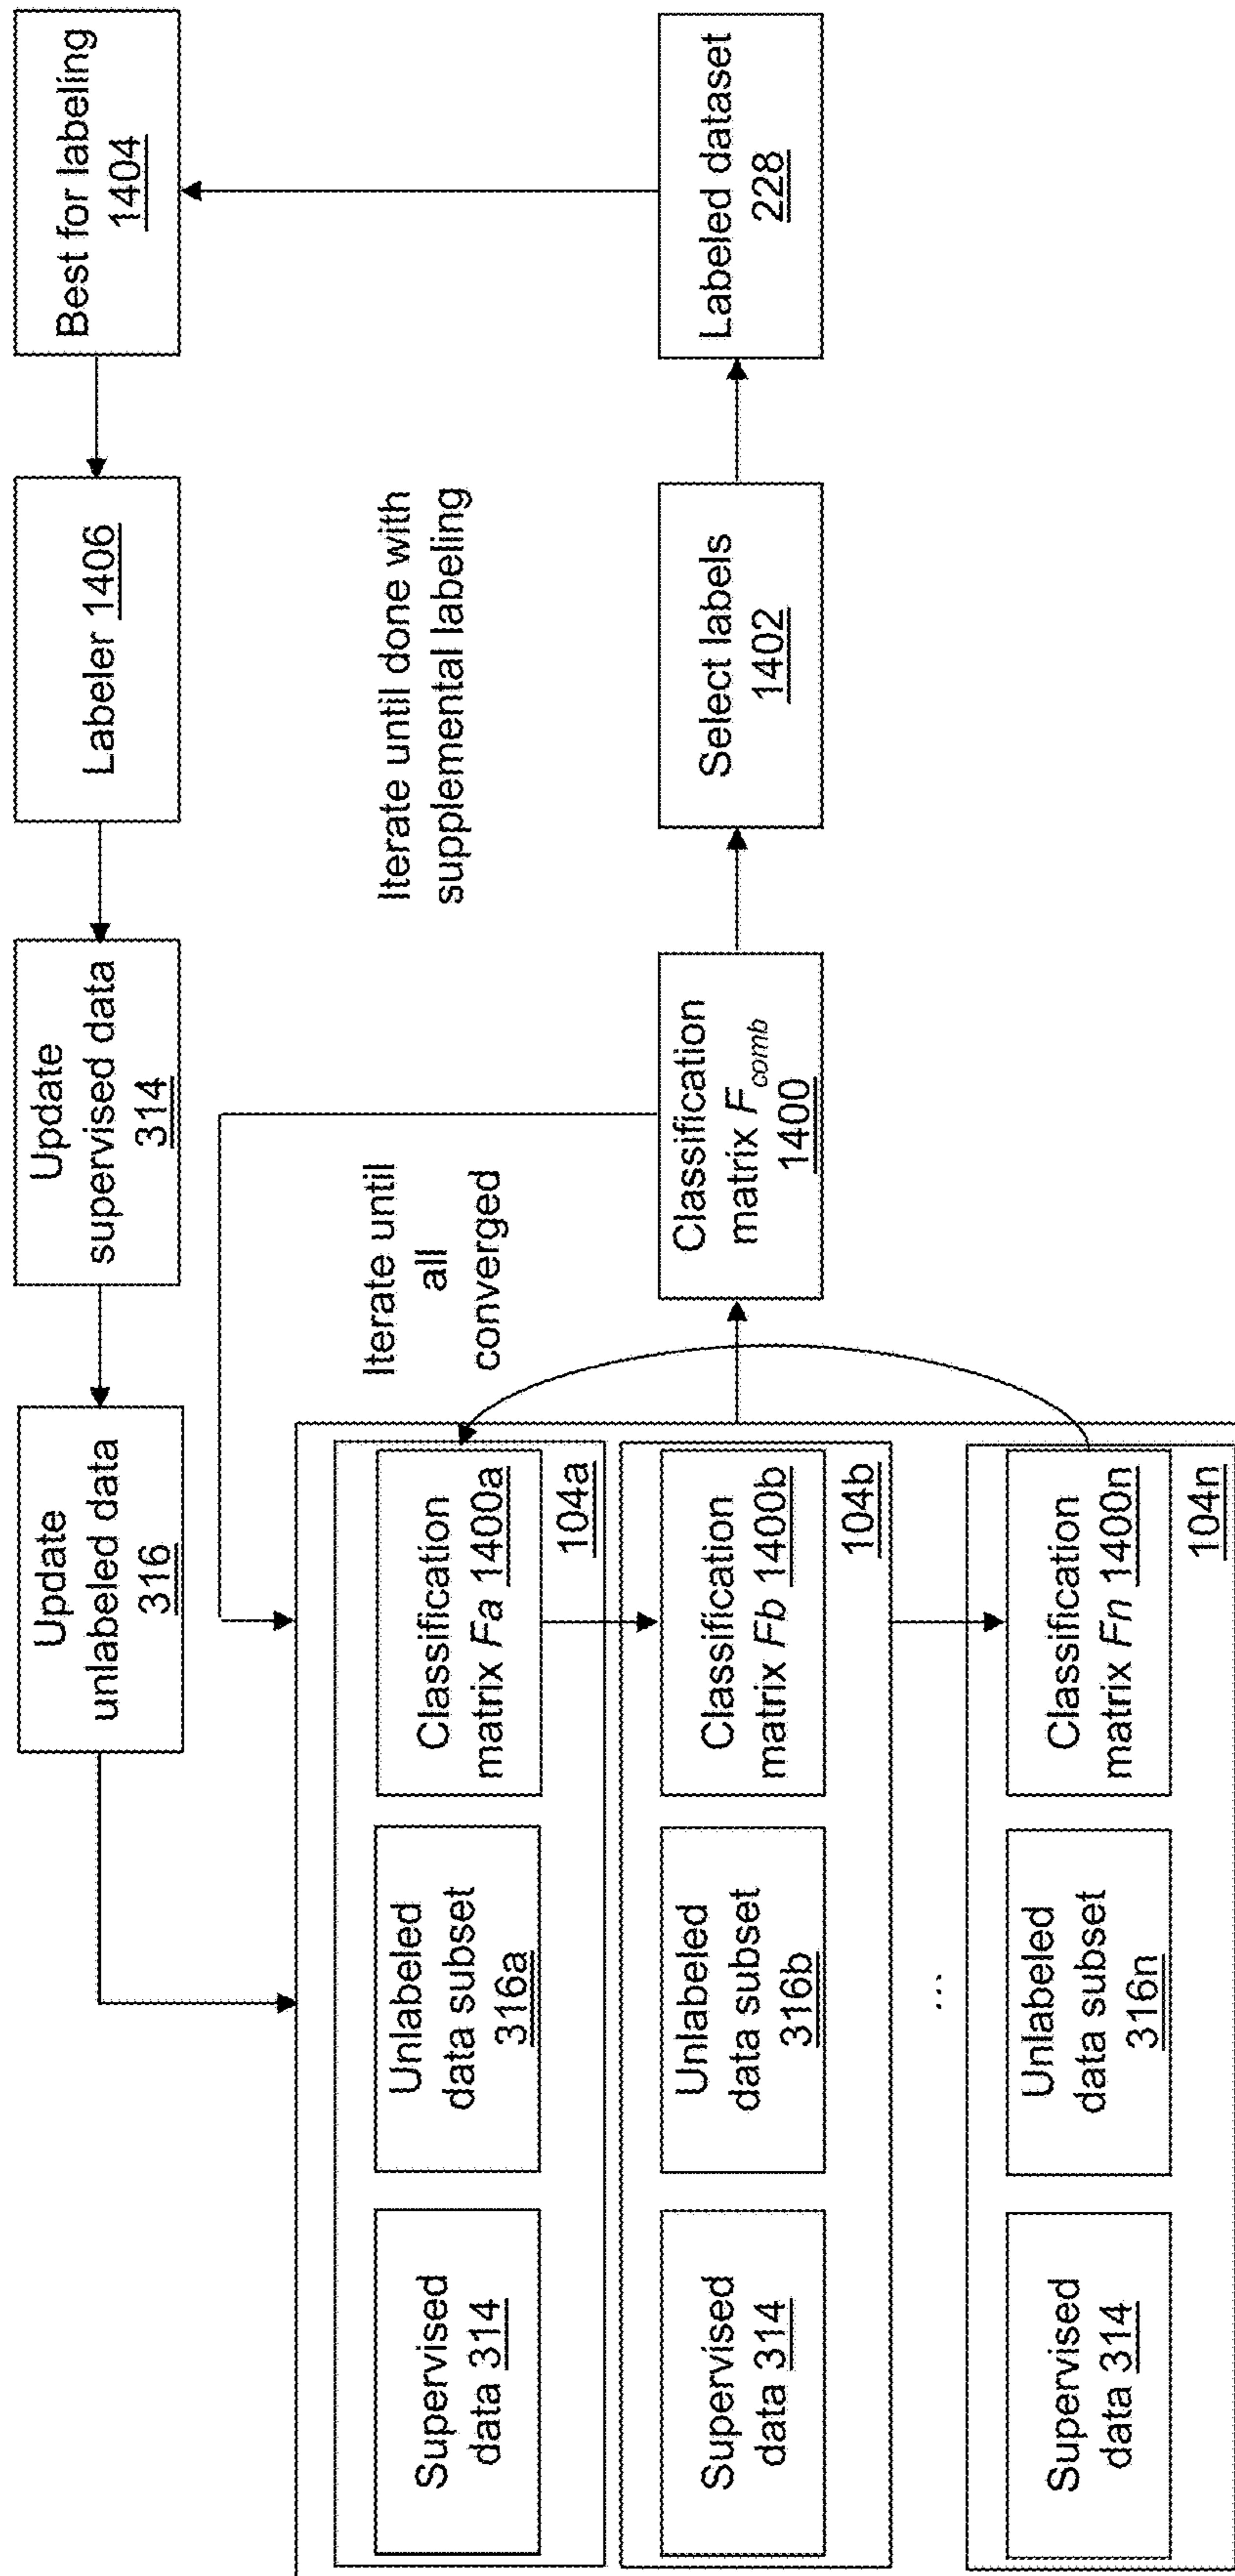 Update
unlabeled data
316
Update
supervised data
314
Labeler 1406
Best for labeling
1404
Iterate until
all
converged
Iterate until done with
supplemental labeling
Supervised
data 314
Unlabeled
data subset
316a
Classification
matrix Fa 1400a
104a
Supervised
data 314
Unlabeled
data subset
316b
Classification
matrix Fb 1400b
104b
...
Supervised
data 314
Unlabeled
data subset
316n
Classification
matrix Fn 1400n
104n
Classification
matrix Fcomb
1400
Select labels
1402
Labeled dataset
228